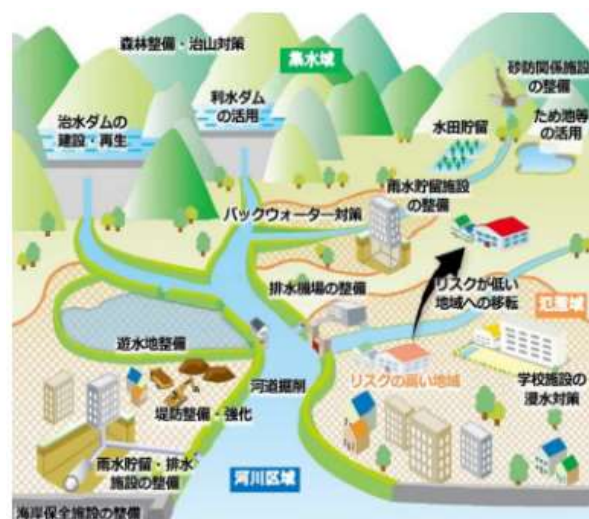 森林整備・治山対策
集水域
砂防関係施設
の整備
治水ダムの
建設・再生
利水ダム
の活用
水田貯留
ため池等
の活用
雨水貯留施設
の整備
バックウォーター対策
排水機場の整備
リスクが低い
地域への移転
氾濫域
遊水地整備
河道掘削
リスクの高い地域
学校施設の
浸水対策
堤防整備・強化
雨水貯留・排水
施設の整備
河川区域
海岸保全施設の整備